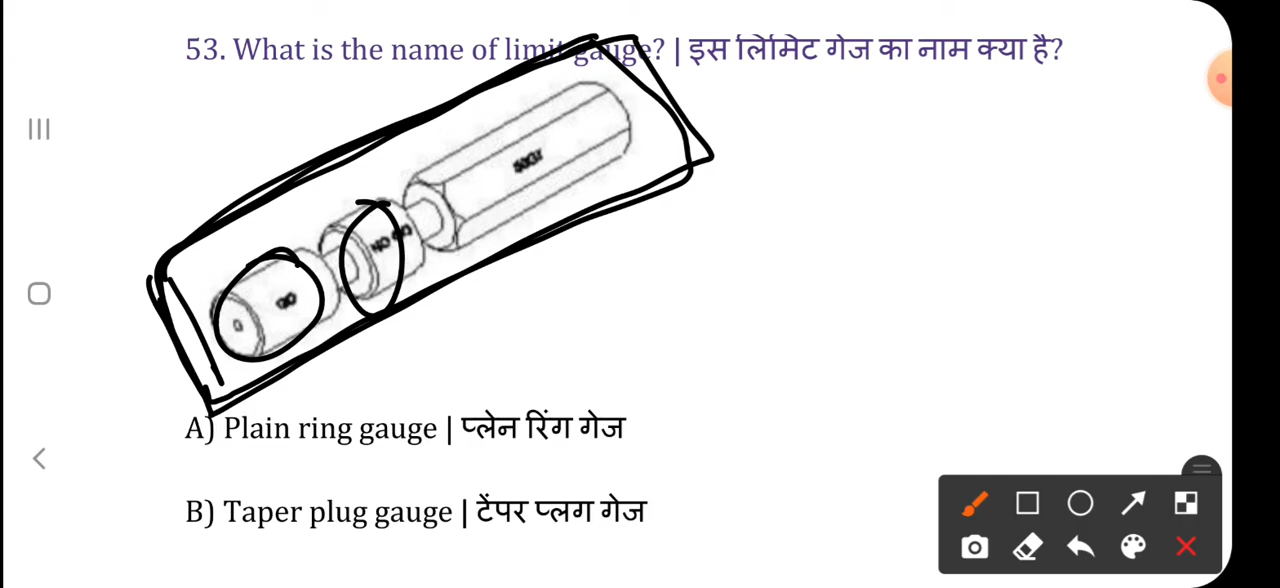 53. What is the name of limit gauge? | इस लिमिट गेज का नाम क्या है?
GO
NO GO
A) Plain ring gauge | प्लेन रिंग गेज
B) Taper plug gauge | टेंपर प्लग गेज